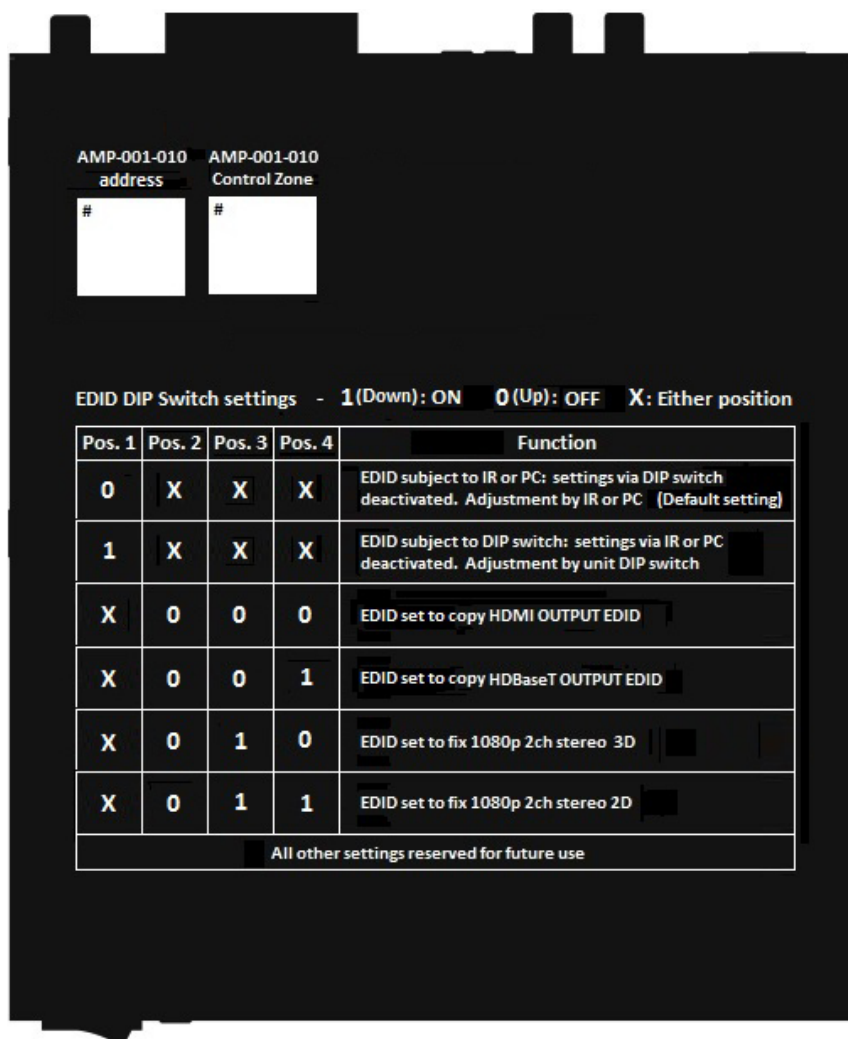 AMP-001-010 AMP-001-010
address Control Zone
# #
EDID DIP Switch settings - 1(Down): ON 0(Up): OFF X: Either position
Pos. 1 Pos. 2 Pos. 3 Pos. 4 Function
0 X X X EDID subject to IR or PC: settings via DIP switch
deactivated. Adjustment by IR or PC (Default setting)
1 X X X EDID subject to DIP switch: settings via IR or PC
deactivated. Adjustment by unit DIP switch
X 0 0 0 EDID set to copy HDMI OUTPUT EDID
X 0 0 1 EDID set to copy HDBaseT OUTPUT EDID
X 0 1 0 EDID set to fix 1080p 2ch stereo 3D
X 0 1 1 EDID set to fix 1080p 2ch stereo 2D
All other settings reserved for future use